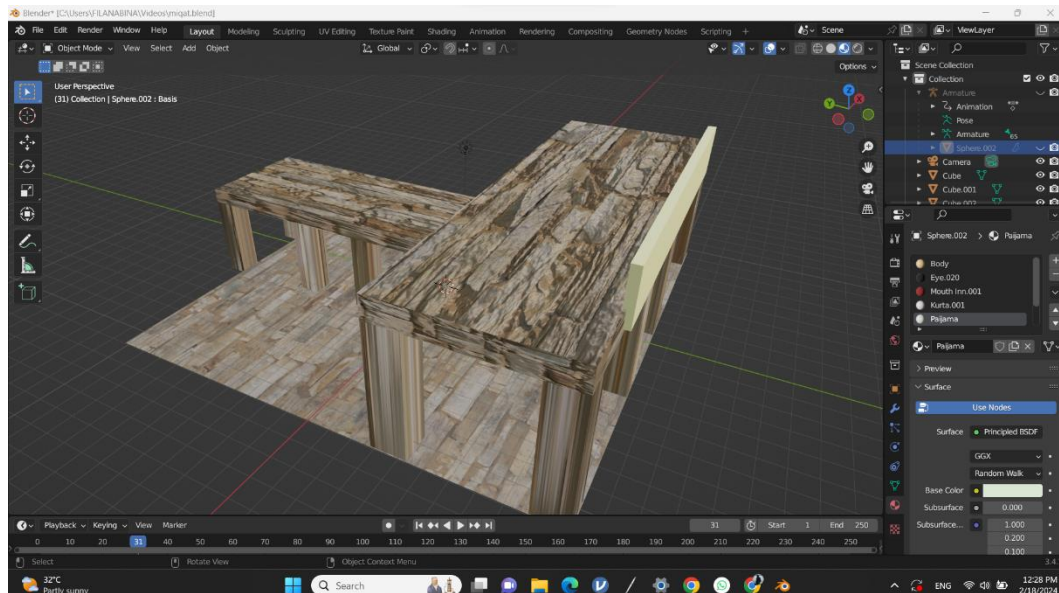 Blender* [C:\Users\FILANABINA\Videos\miqat.blend]
File Edit Render Window Help Layout Modeling Sculpting UV Editing Texture Paint Shading Animation Rendering Compositing Geometry Nodes Scripting + Scene ViewLayer
Object Mode View Select Add Object Global
Options
User Perspective
(31) Collection | Sphere.002 : Basis
Scene Collection
Collection
Armature
Animation
Pose
Armature 65
Sphere.002
Camera
Cube
Cube.001
Cube.002
Sphere.002 > Paijama
Body
Eye.020
Mouth Inn.001
Kurta.001
Paijama
Paijama
Preview
Surface
Use Nodes
Surface Principled BSDF
GGX
Random Walk
Base Color
Subsurface 0.000
Subsurface... 1.000
0.200
0.100
Playback Keying View Marker 31 Start 1 End 250
0 10 20 31 40 50 60 70 80 90 100 110 120 130 140 150 160 170 180 190 200 210 220 230 240 250
Select Rotate View Object Context Menu 3.4
32°C
Partly sunny
Search
ENG
12:28 PM
2/18/2024